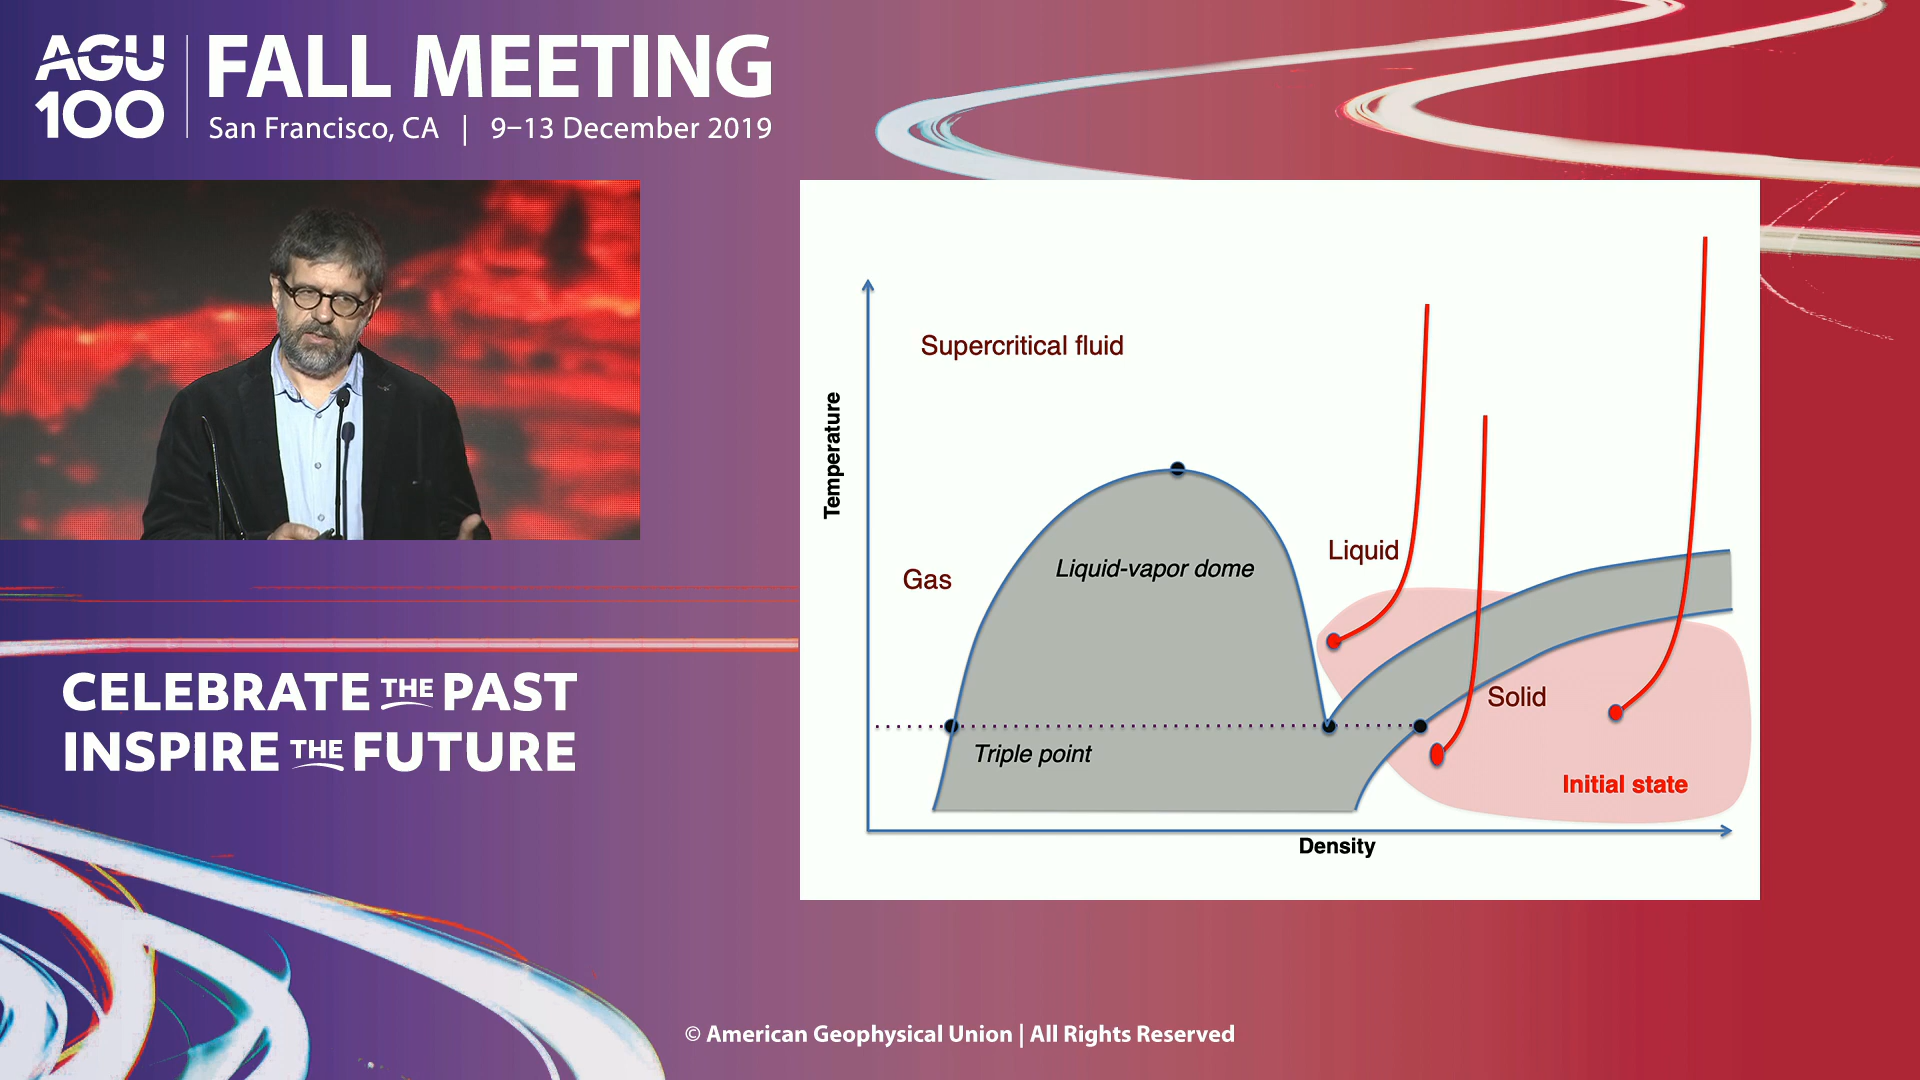 AGU
100
FALL MEETING
San Francisco, CA | 9–13 December 2019
Supercritical fluid
Temperature
Liquid
Liquid-vapor dome
Gas
Solid
Triple point
Initial state
Density
CELEBRATE THE PAST
INSPIRE THE FUTURE
© American Geophysical Union | All Rights Reserved